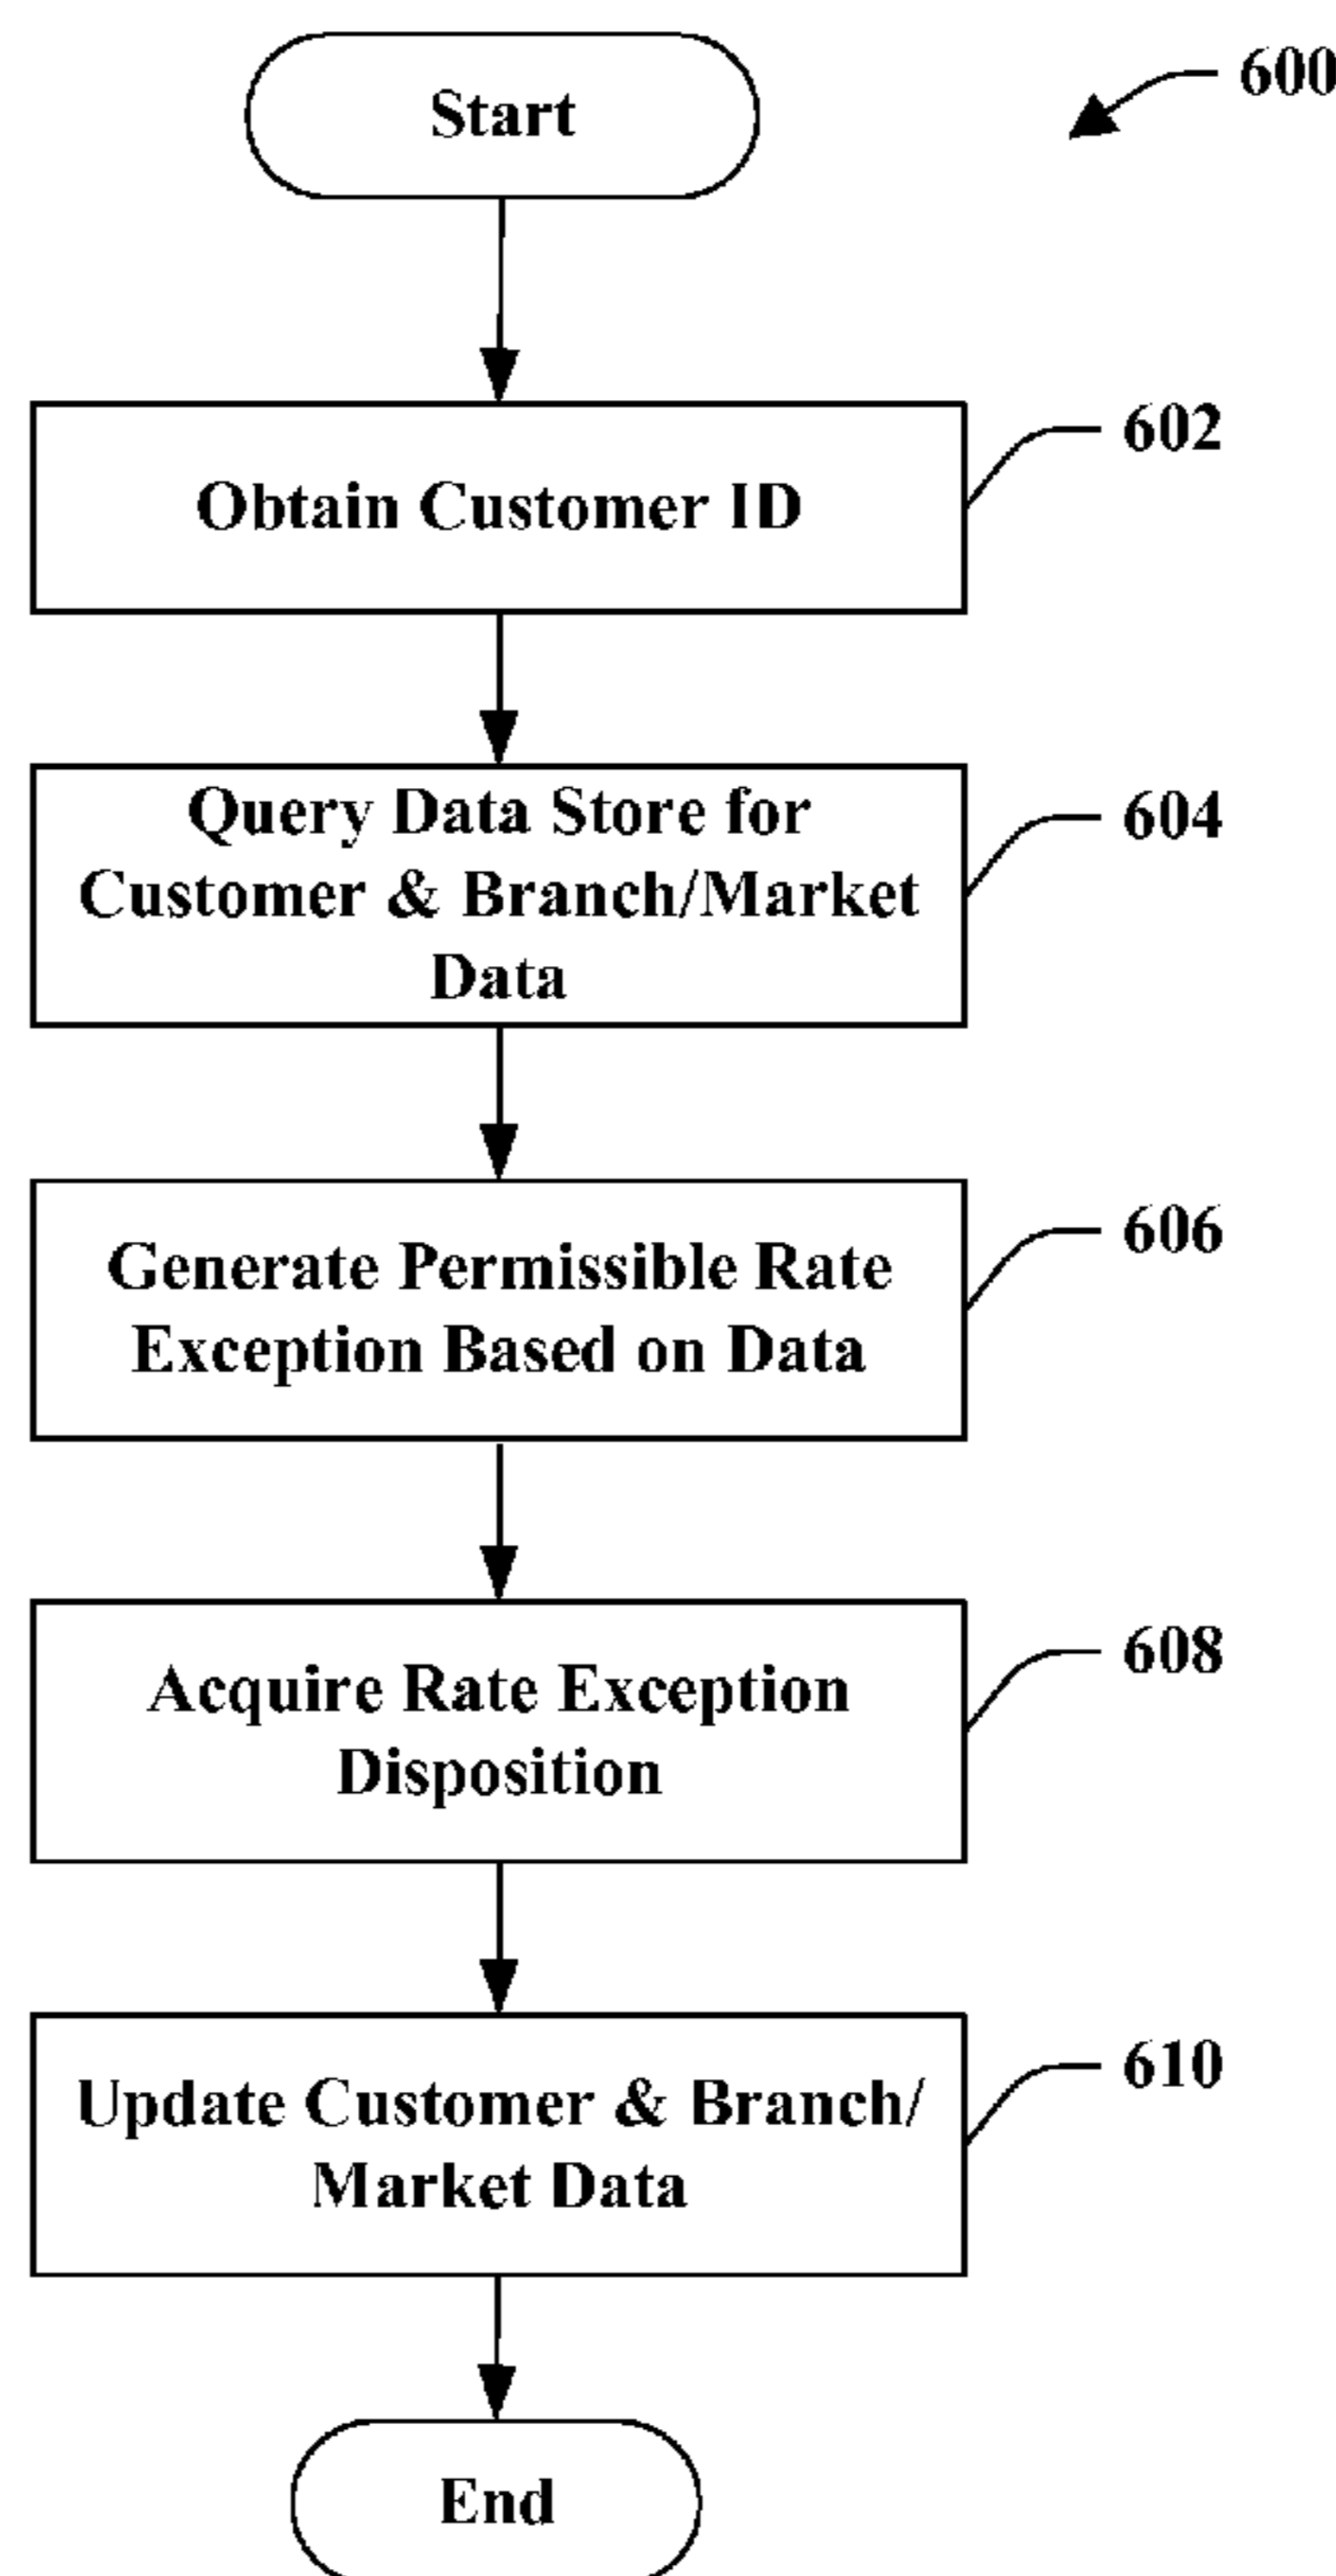 Start
600
Obtain Customer ID
602
Query Data Store for
Customer & Branch/Market
Data
604
Generate Permissible Rate
Exception Based on Data
606
Acquire Rate Exception
Disposition
608
Update Customer & Branch/
Market Data
610
End